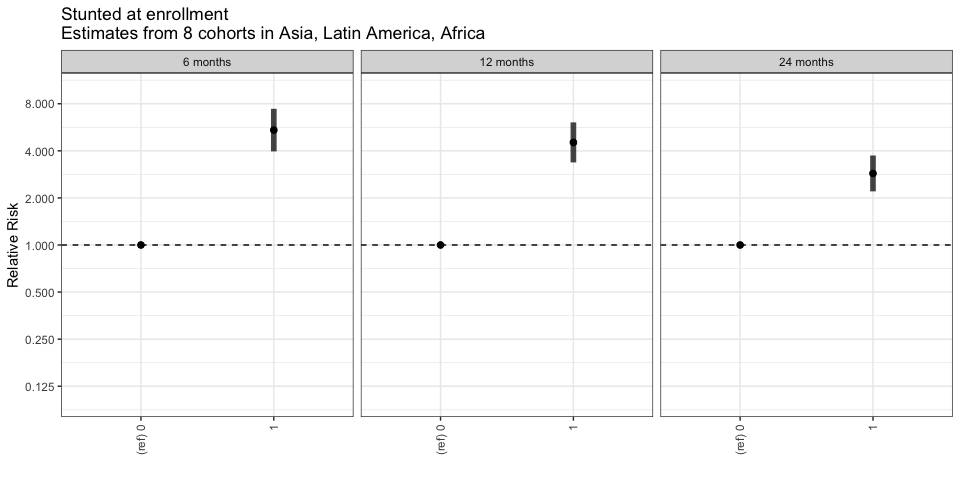 Stunted at enrollment
Estimates from 8 cohorts in Asia, Latin America, Africa
6 months
12 months
24 months
Relative Risk
8.000
4.000
2.000
1.000
0.500
0.250
0.125
(ref) 0
1
(ref) 0
1
(ref) 0
1